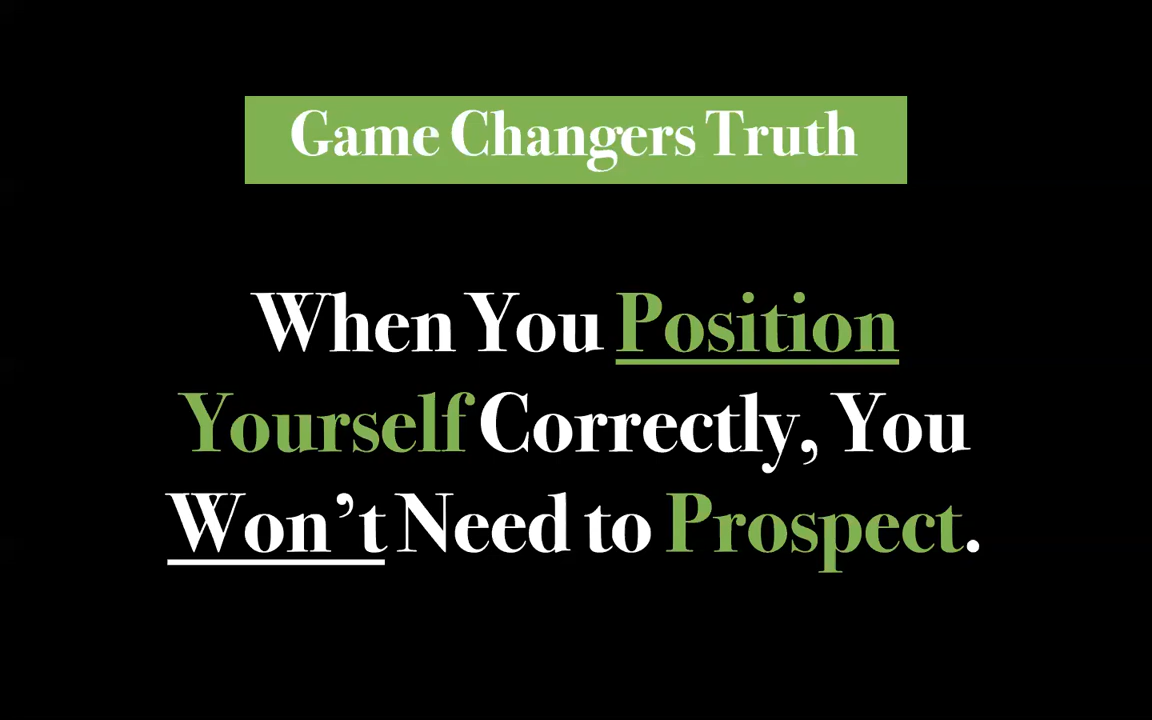 Game Changers Truth
When You Position
Yourself Correctly, You
Won’t Need to Prospect.